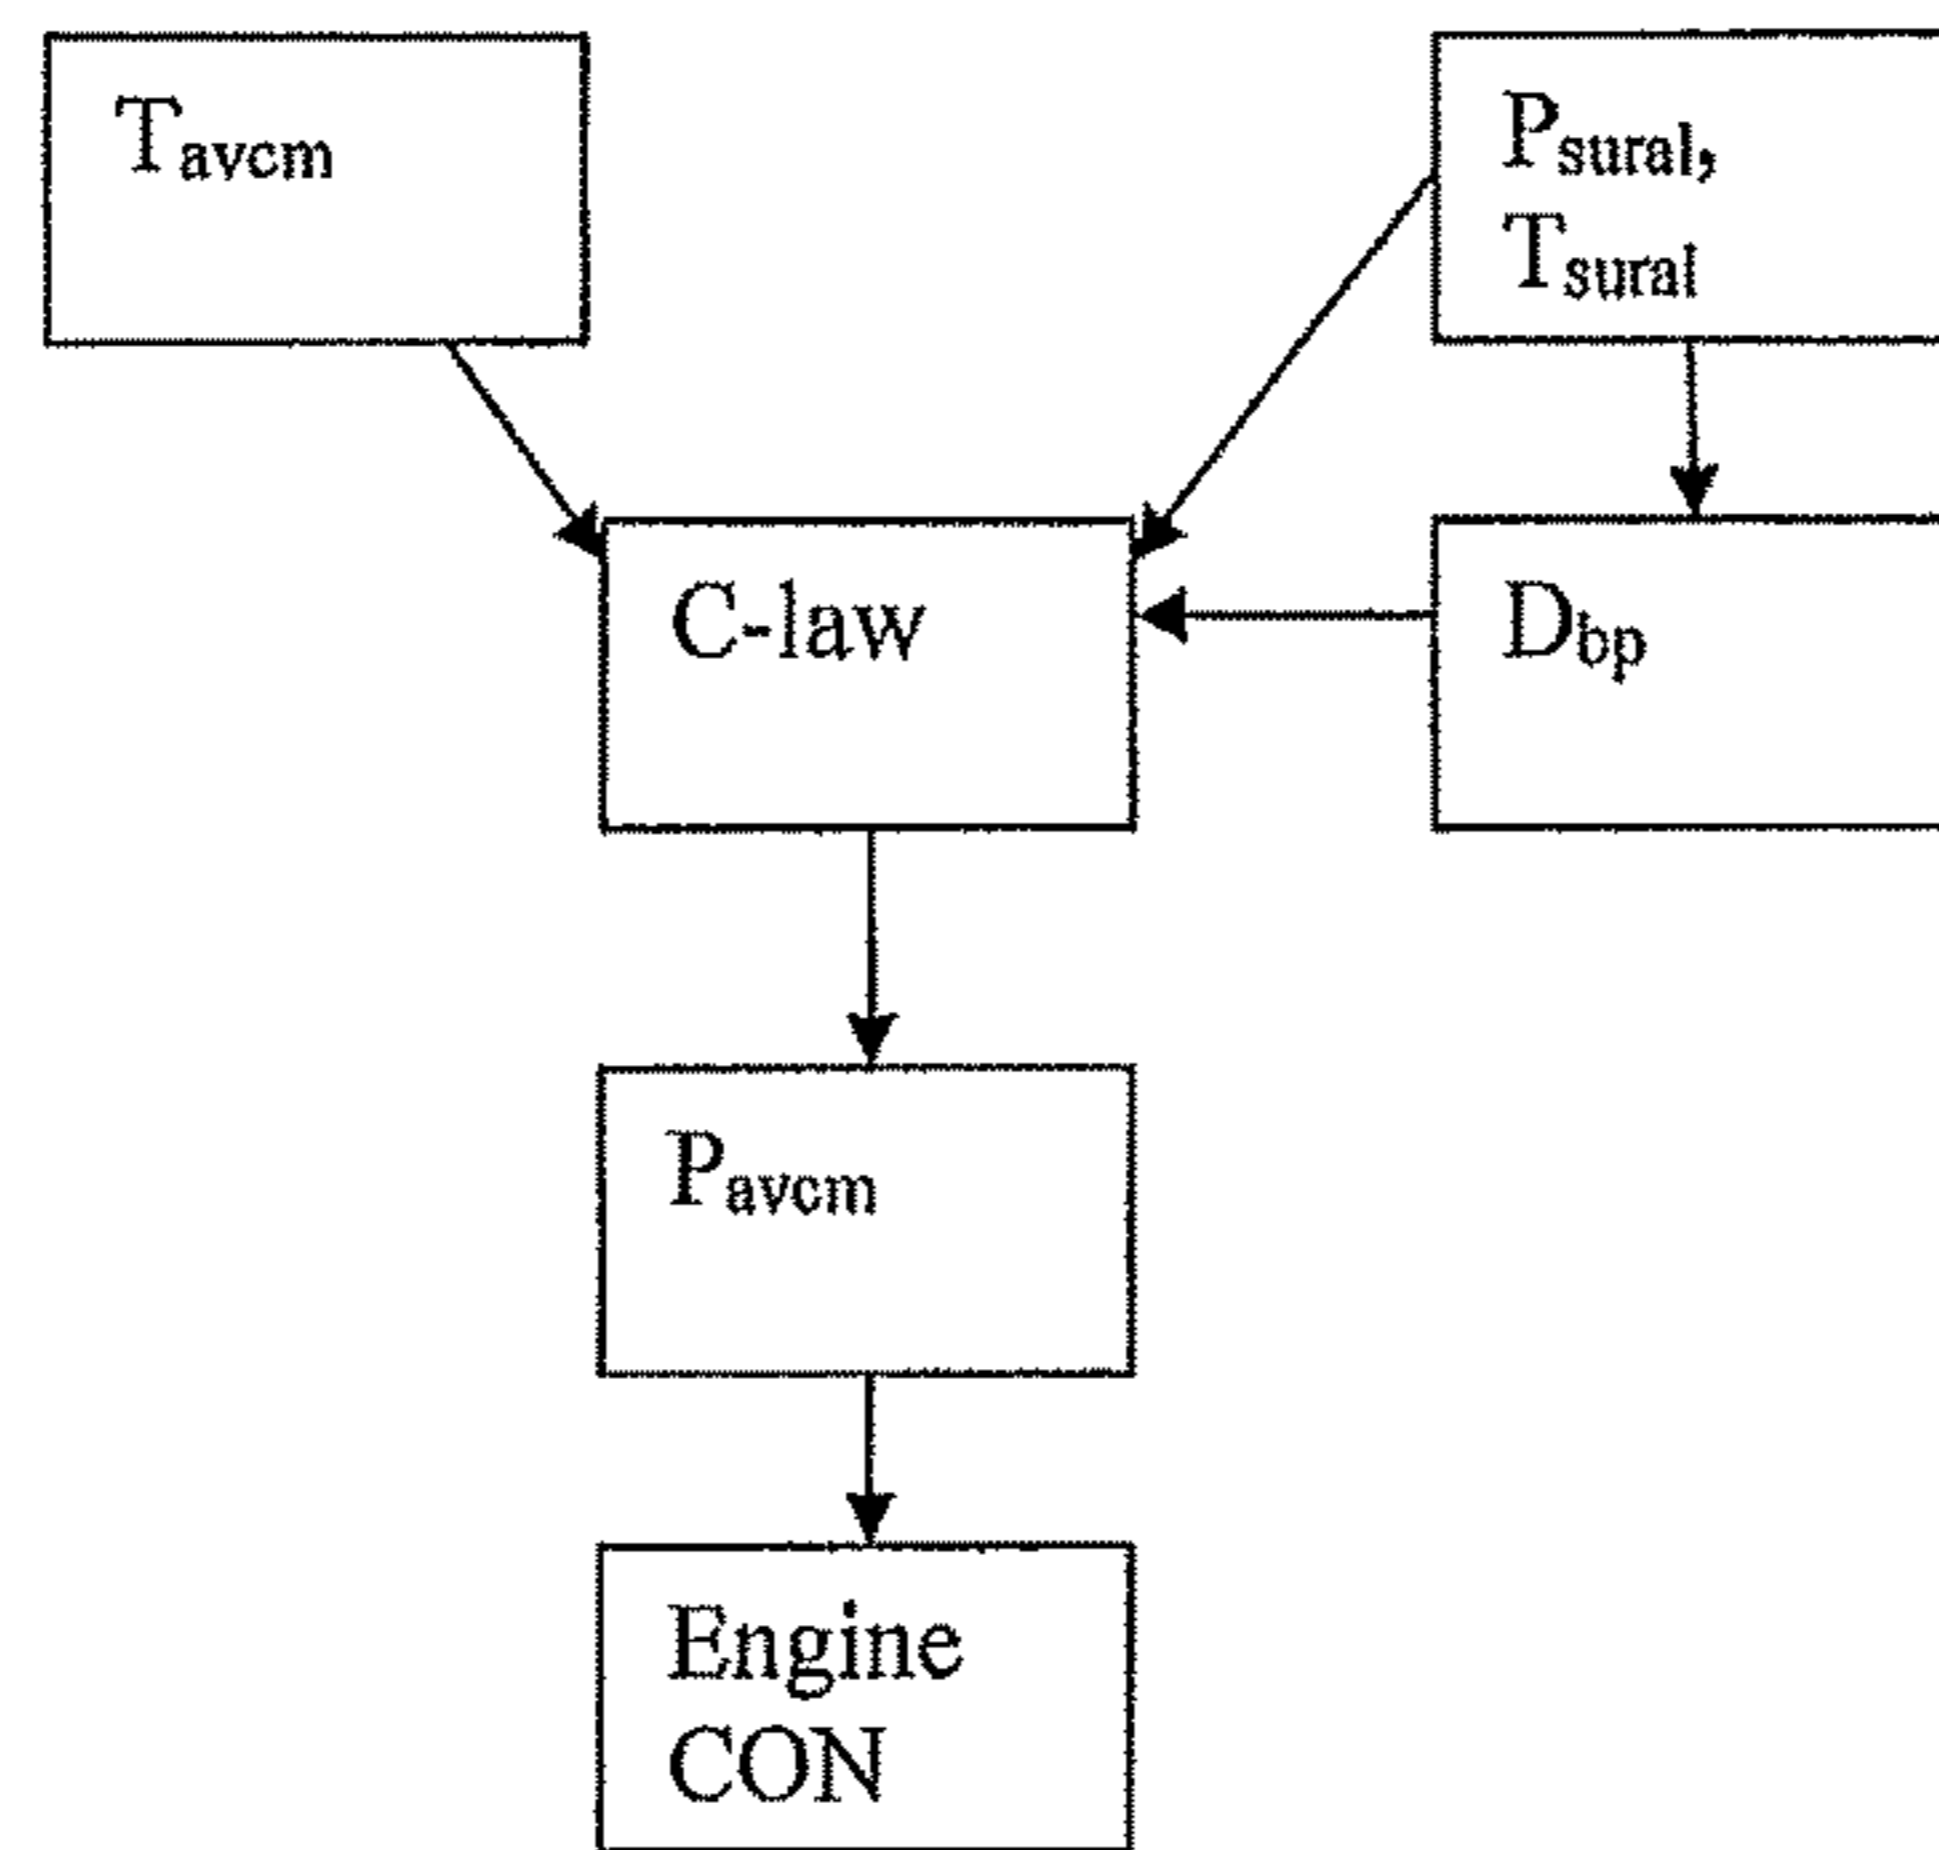 Tavcm
Psural,
Tsural
C-law
Dbp
Pavcm
Engine
CON